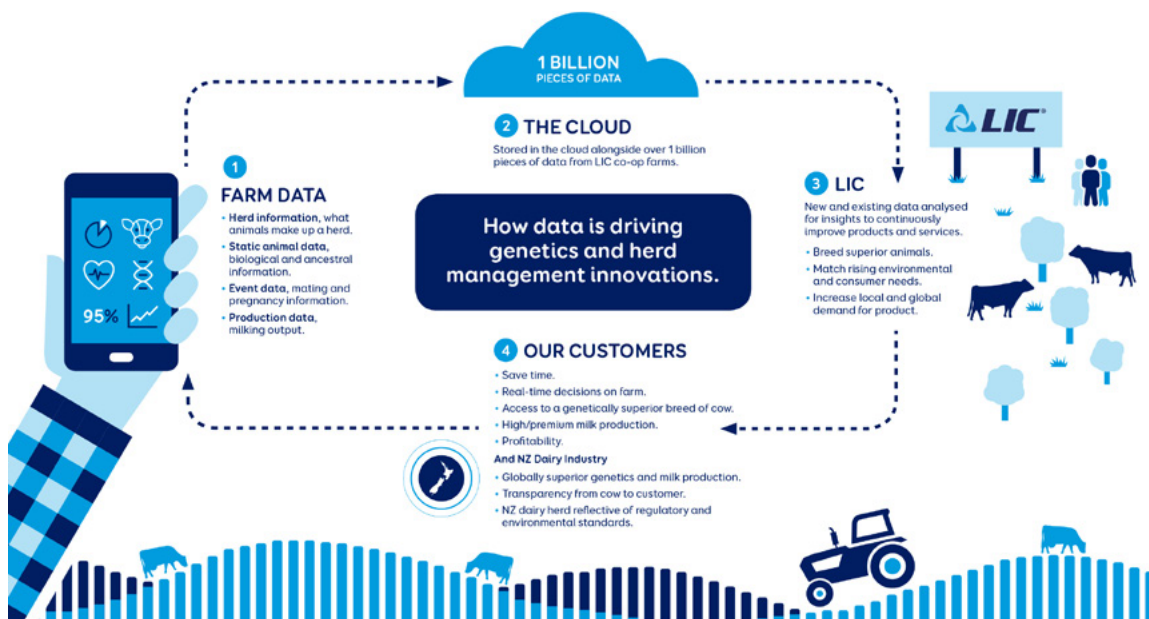 1 BILLION
PIECES OF DATA
2 THE CLOUD
Stored in the cloud alongside over 1 billion
pieces of data from LIC co-op farms.
1
FARM DATA
• Herd information, what
animals make up a herd.
• Static animal data,
biological and ancestral
information.
• Event data, mating and
pregnancy information.
• Production data,
milking output.
95%
How data is driving
genetics and herd
management innovations.
LIC®
3 LIC
New and existing data analysed
for insights to continuously
improve products and services.
• Breed superior animals.
• Match rising environmental
and consumer needs.
• Increase local and global
demand for product.
4 OUR CUSTOMERS
• Save time.
• Real-time decisions on farm.
• Access to a genetically superior breed of cow.
• High/premium milk production.
• Profitability.
And NZ Dairy Industry
• Globally superior genetics and milk production.
• Transparency from cow to customer.
• NZ dairy herd reflective of regulatory and
environmental standards.